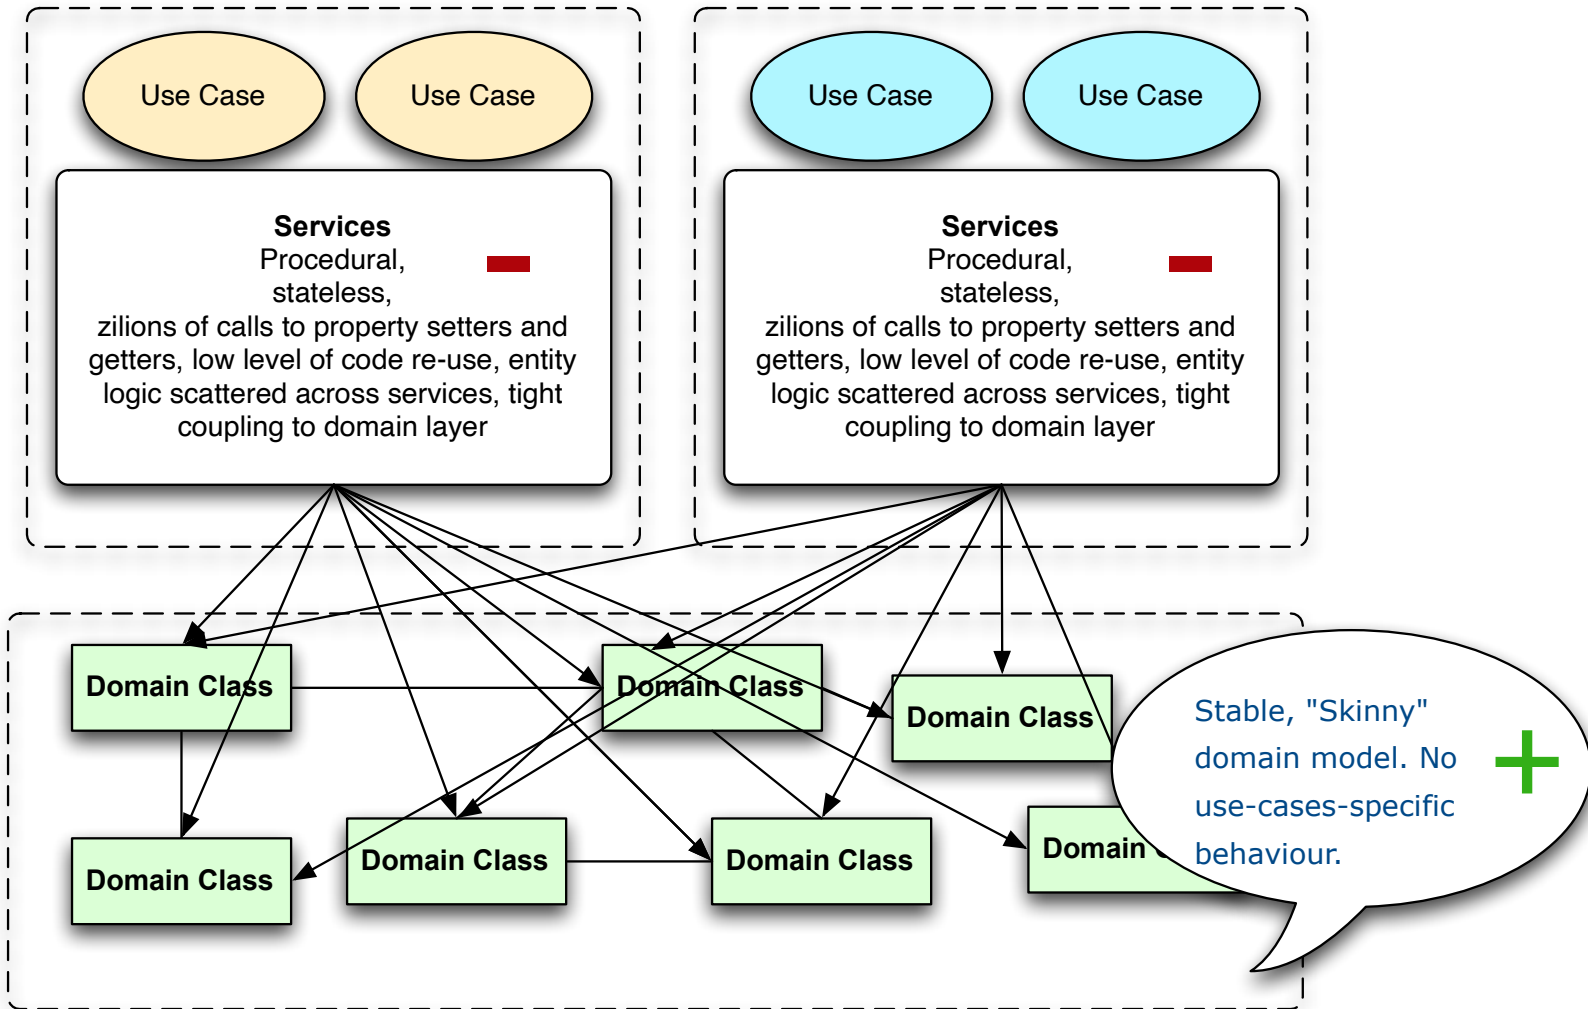 Use Case
Use Case
Use Case
Use Case
Services
Procedural,
stateless,
zilions of calls to property setters and
getters, low level of code re-use, entity
logic scattered across services, tight
coupling to domain layer
Services
Procedural,
stateless,
zilions of calls to property setters and
getters, low level of code re-use, entity
logic scattered across services, tight
coupling to domain layer
Domain Class
Domain Class
Domain Class
Domain Class
Domain Class
Domain Class
Domain
Stable, "Skinny"
domain model. No
use-cases-specific
behaviour.